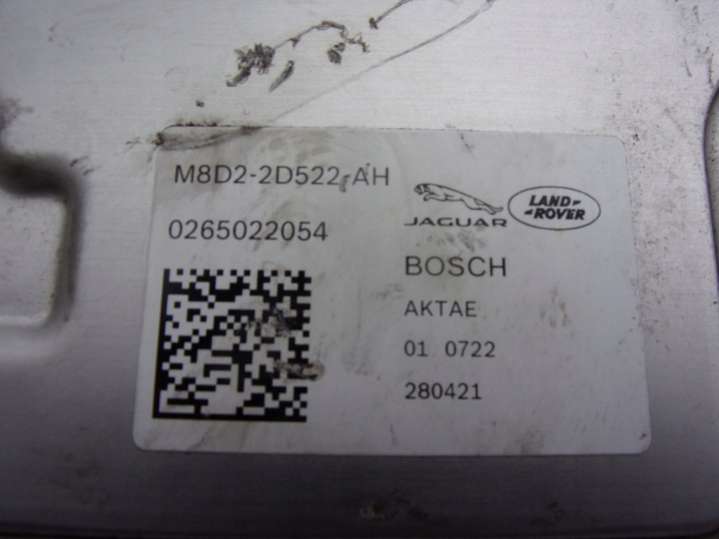 M8D2-2D522-AH
JAGUAR
LAND-
-ROVER
0265022054
BOSCH
AKTAE
01 0722
280421